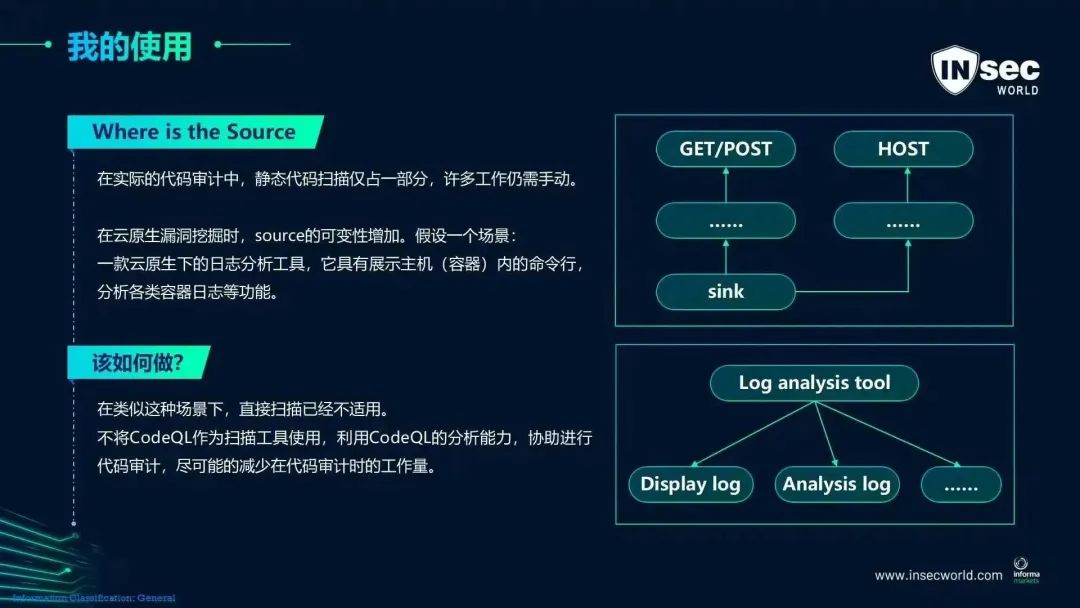 我的使用
INsec
WORLD
Where is the Source
在实际的代码审计中，静态代码扫描仅占一部分，许多工作仍需手动。
在云原生漏洞挖掘时，source的可变性增加。假设一个场景：
一款云原生下的日志分析工具，它具有展示主机（容器）内的命令行，
分析各类容器日志等功能。
该如何做？
在类似这种场景下，直接扫描已经不适用。
不将CodeQL作为扫描工具使用，利用CodeQL的分析能力，协助进行
代码审计，尽可能的减少在代码审计时的工作量。
GET/POST
HOST
......
......
sink
Log analysis tool
Display log
Analysis log
......
www.insecworld.com
informa
markets
Information Classification: General